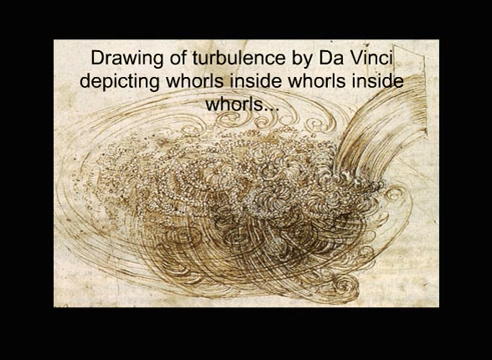 Drawing of turbulence by Da Vinci
depicting whorls inside whorls inside
whorls...